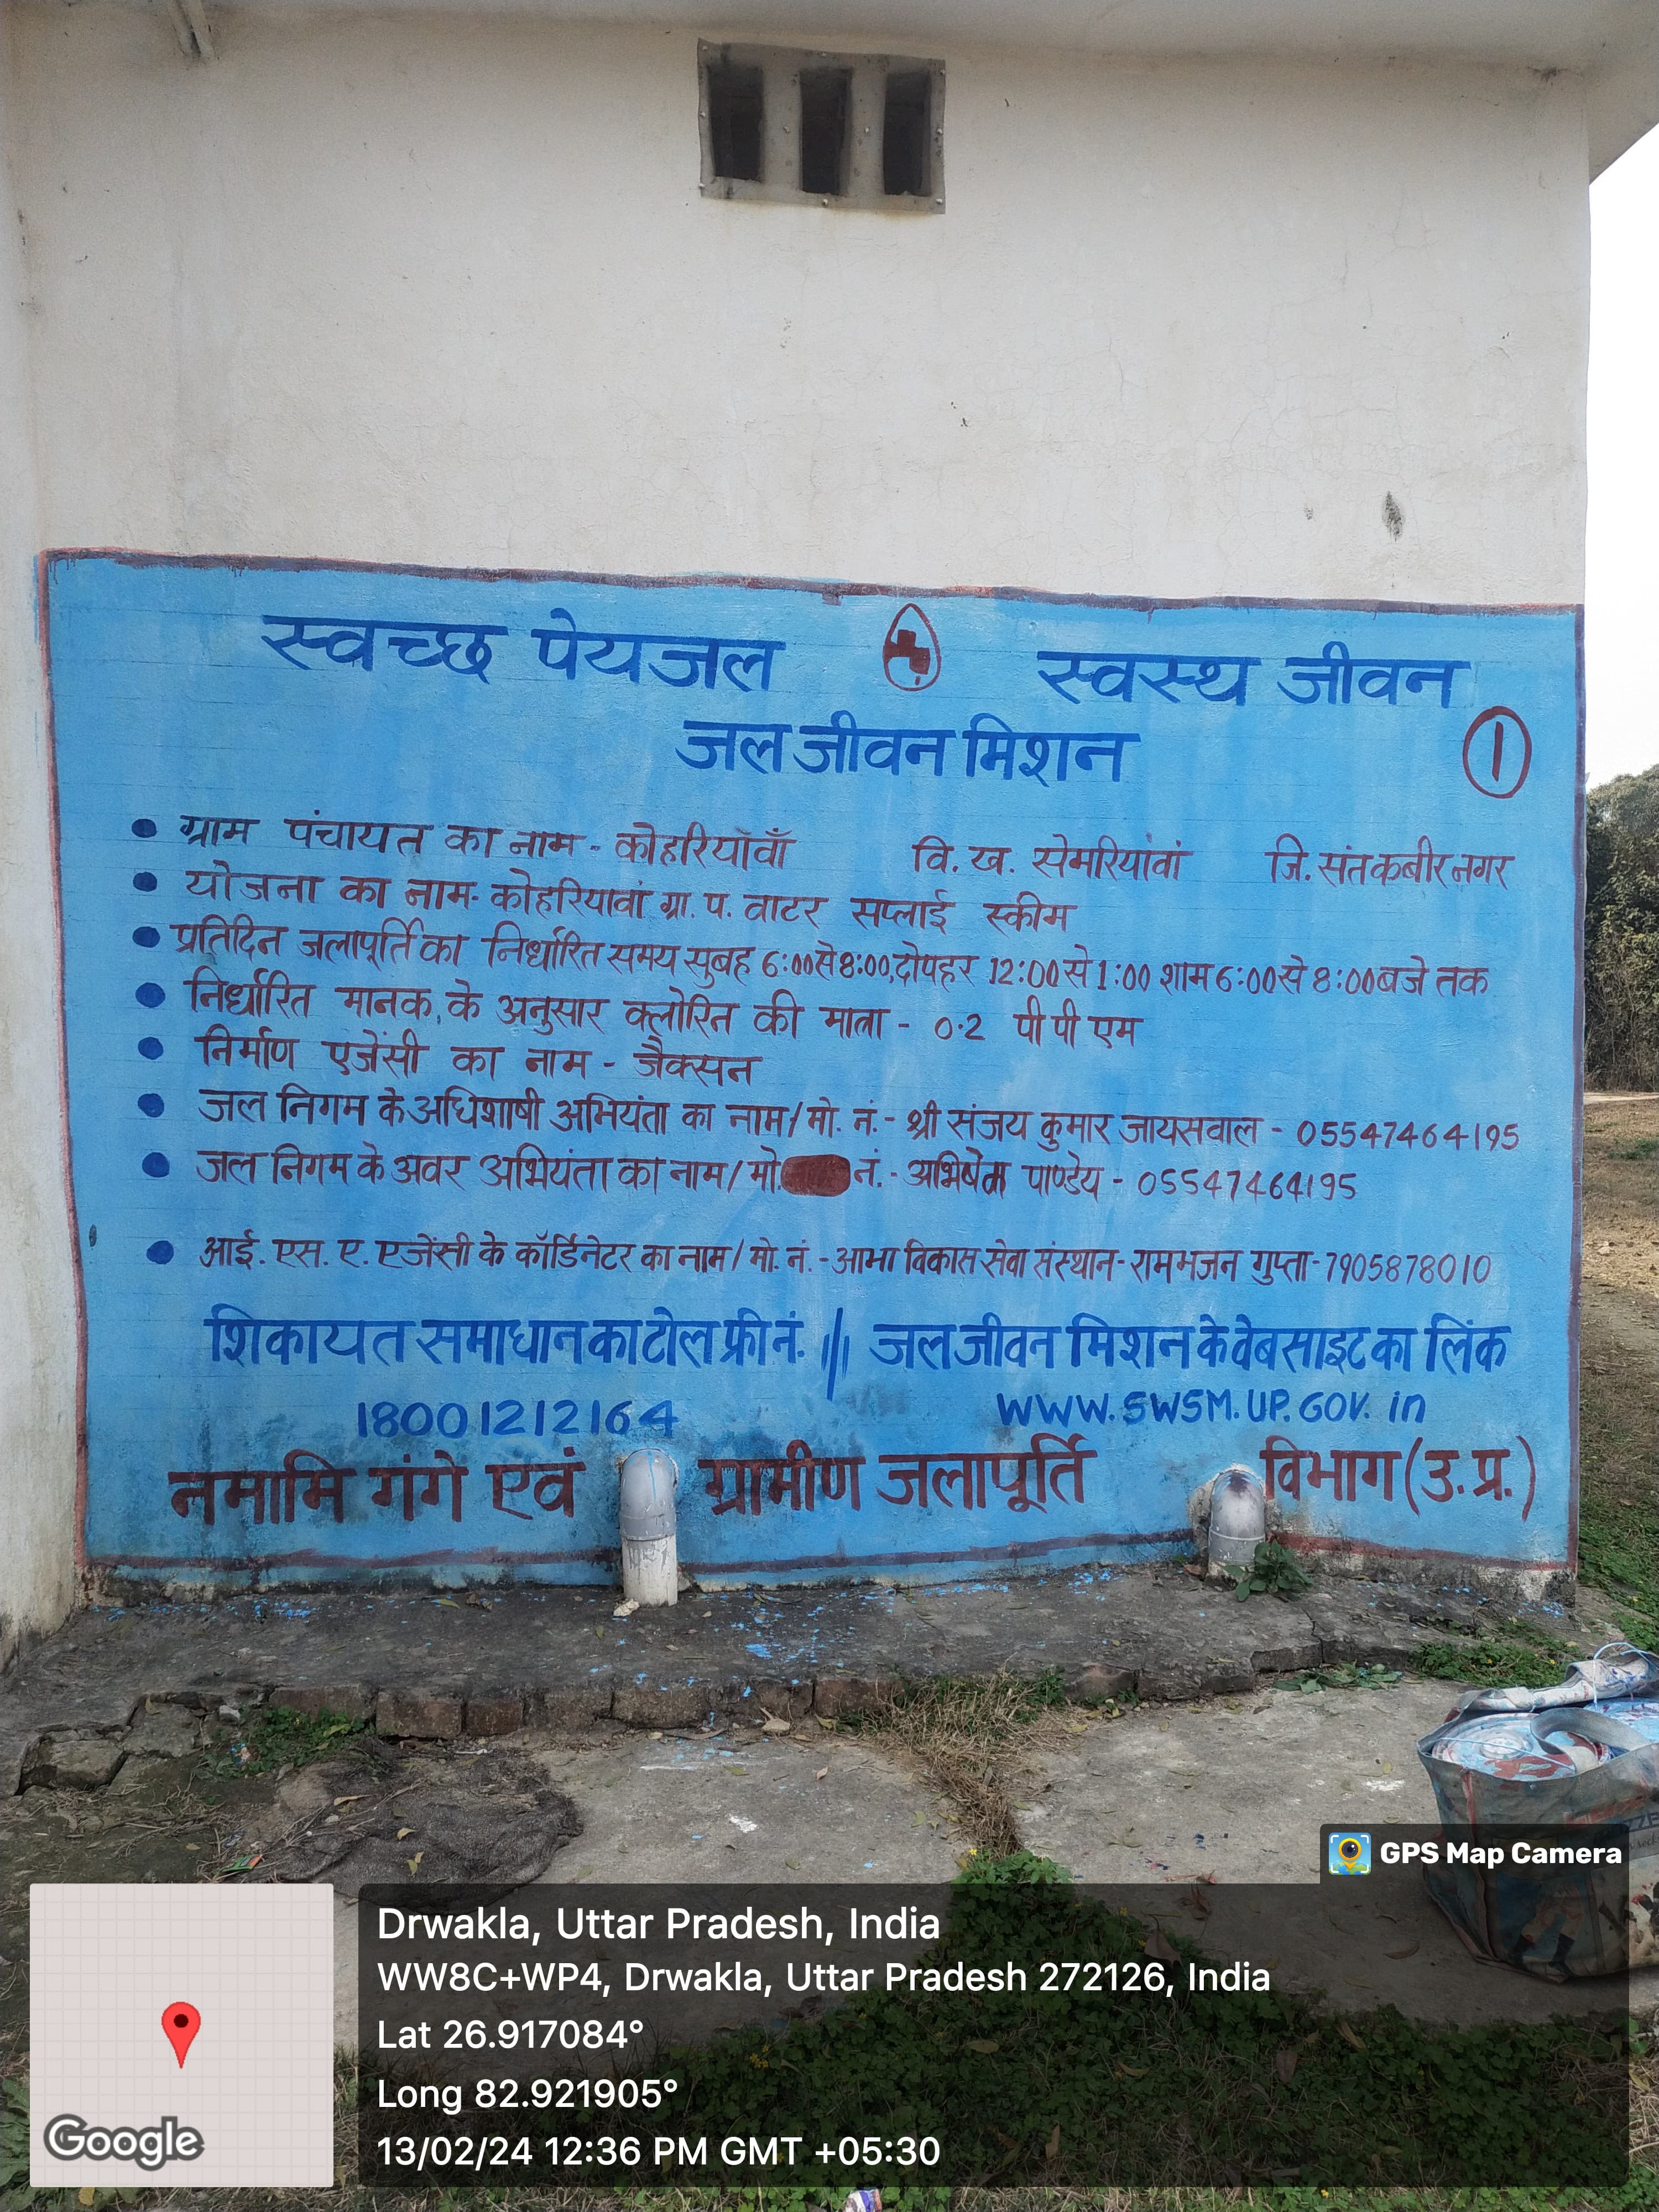 स्वच्छ पेयजल स्वस्थ जीवन
जल जीवन मिशन
1
● ग्राम पंचायत का नाम - कोहरियावाँ वि. ख. सेमरियांवां जि. संत कबीर नगर
● योजना का नाम- कोहरियावां ग्रा. प. वाटर सप्लाई स्कीम
● प्रतिदिन जलापूर्ति का निर्धारित समय सुबह 6:00 से 8:00, दोपहर 12:00 से 1:00 शाम 6:00 से 8:00 बजे तक
● निर्धारित मानक के अनुसार क्लोरिन की मात्रा - 0.2 पी पी एम
● निर्माण एजेंसी का नाम - जैक्सन
● जल निगम के अधिशाषी अभियंता का नाम / मो. नं. - श्री संजय कुमार जायसवाल - 05547464195
● जल निगम के अवर अभियंता का नाम / मो. नं. - अभिषेक पाण्डेय - 05547464195
● आई. एस. ए. एजेंसी के कॉर्डिनेटर का नाम / मो. नं. - आभा विकास सेवा संस्थान - राम भजन गुप्ता - 7905878010
शिकायत समाधान का टोल फ्री नं. /// जल जीवन मिशन के वेबसाइट का लिंक
18001212164 WWW.SWSM.UP.GOV.in
नमामि गंगे एवं ग्रामीण जलापूर्ति विभाग (उ. प्र.)
GPS Map Camera
Drwakla, Uttar Pradesh, India
WW8C+WP4, Drwakla, Uttar Pradesh 272126, India
Lat 26.917084°
Long 82.921905°
13/02/24 12:36 PM GMT +05:30
Google